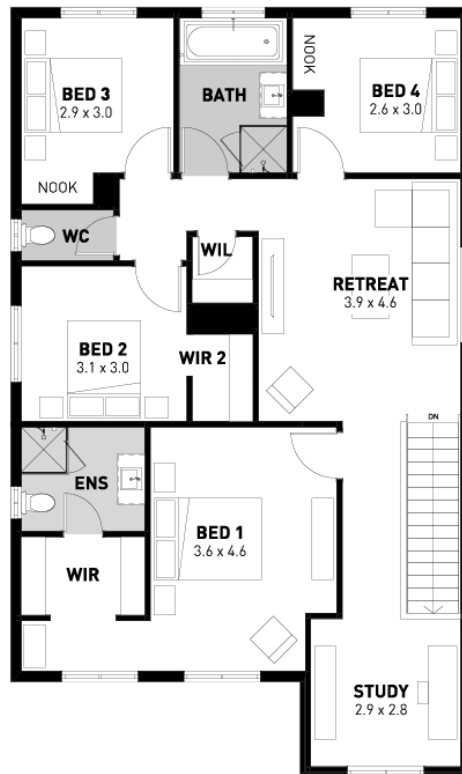 NOOK
BED 3
2.9 x 3.0
BATH
BED 4
2.6 x 3.0
NOOK
WC
WIL
RETREAT
3.9 x 4.6
BED 2
3.1 x 3.0
WIR 2
DN
ENS
BED 1
3.6 x 4.6
WIR
STUDY
2.9 x 2.8